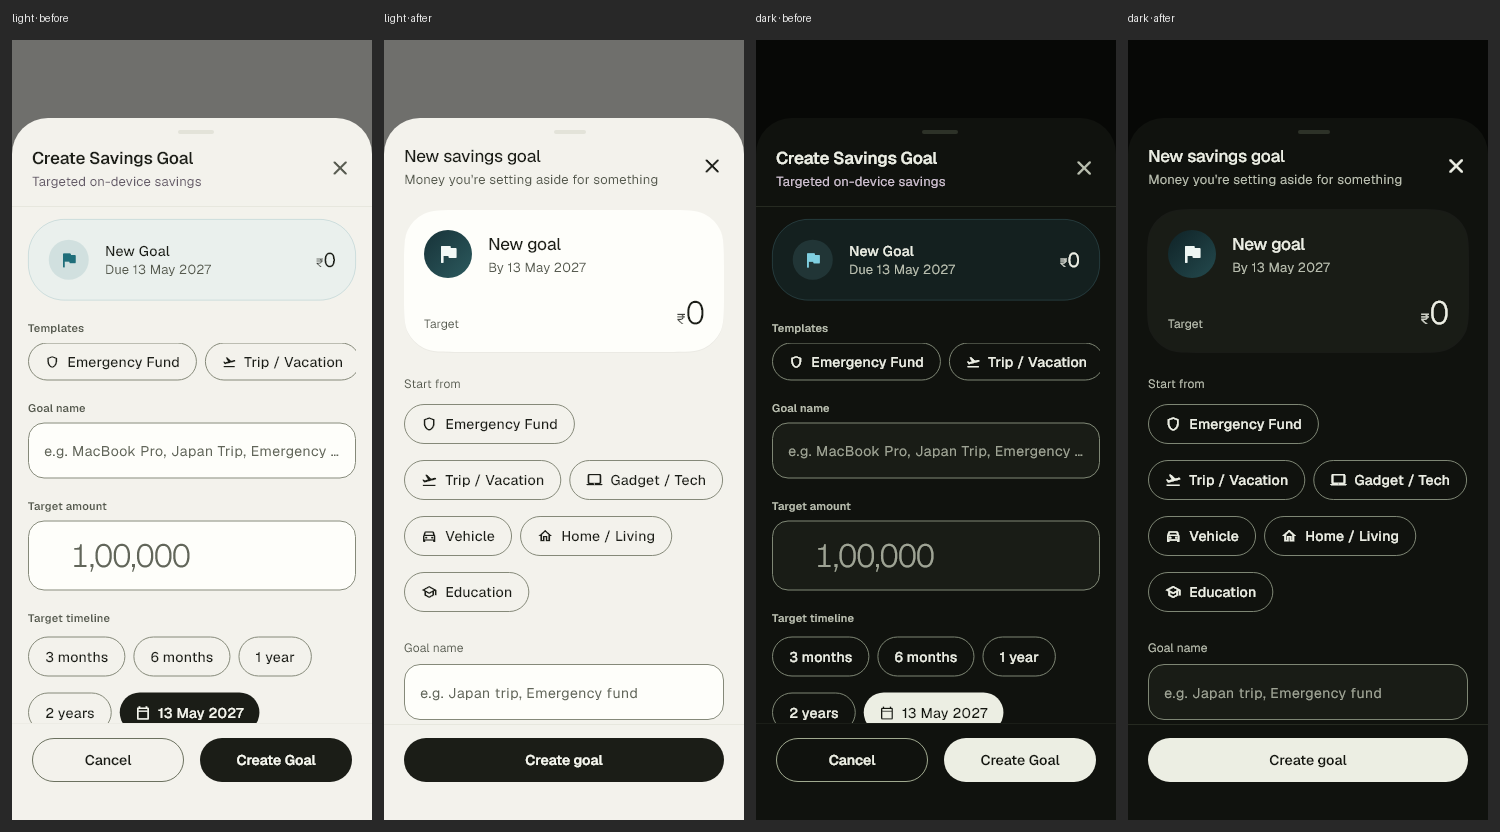 light·before
Create Savings Goal
Targeted on-device savings
New Goal
Due 13 May 2027
₹0
Templates
Emergency Fund
Trip / Vacation
Goal name
e.g. MacBook Pro, Japan Trip, Emergency …
Target amount
1,00,000
Target timeline
3 months
6 months
1 year
2 years
13 May 2027
Cancel
Create Goal
light·after
New savings goal
Money you're setting aside for something
New goal
By 13 May 2027
Target
₹0
Start from
Emergency Fund
Trip / Vacation
Gadget / Tech
Vehicle
Home / Living
Education
Goal name
e.g. Japan trip, Emergency fund
Create goal
dark·before
Create Savings Goal
Targeted on-device savings
New Goal
Due 13 May 2027
₹0
Templates
Emergency Fund
Trip / Vacation
Goal name
e.g. MacBook Pro, Japan Trip, Emergency …
Target amount
1,00,000
Target timeline
3 months
6 months
1 year
2 years
13 May 2027
Cancel
Create Goal
dark·after
New savings goal
Money you're setting aside for something
New goal
By 13 May 2027
Target
₹0
Start from
Emergency Fund
Trip / Vacation
Gadget / Tech
Vehicle
Home / Living
Education
Goal name
e.g. Japan trip, Emergency fund
Create goal